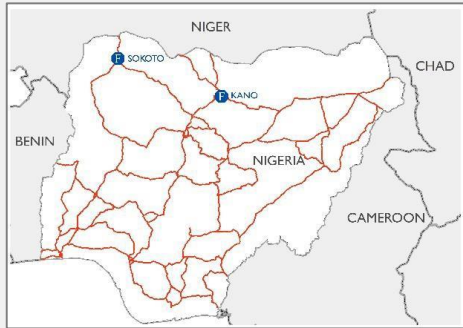 NIGER
F SOKOTO
CHAD
F KANO
BENIN
NIGERIA
CAMEROON